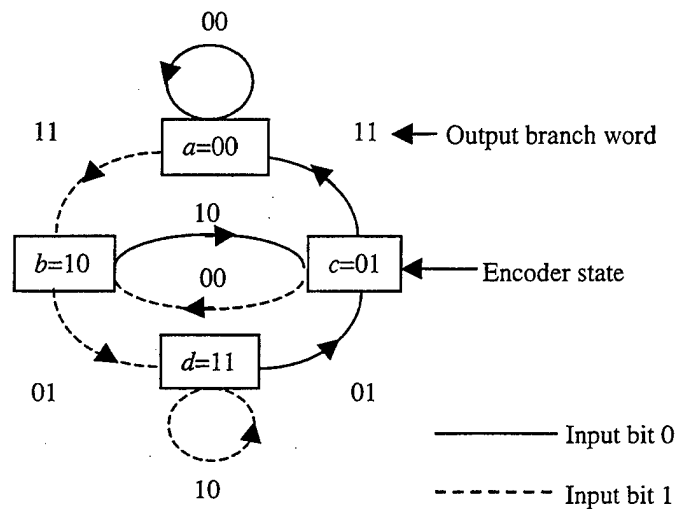 00
11
a=00
11
Output branch word
10
b=10
00
c=01
Encoder state
d=11
01
01
10
Input bit 0
Input bit 1